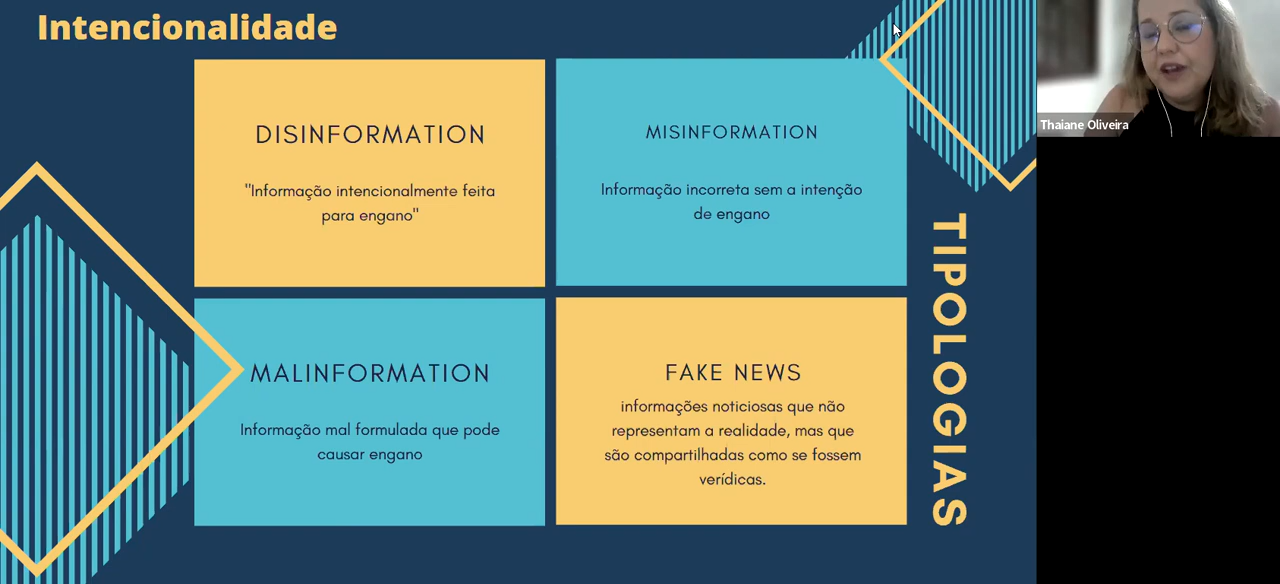 Intencionalidade
DISINFORMATION
"Informação intencionalmente feita
para engano"
MISINFORMATION
Informação incorreta sem a intenção
de engano
MALINFORMATION
Informação mal formulada que pode
causar engano
FAKE NEWS
informações noticiosas que não
representam a realidade, mas que
são compartilhadas como se fossem
verídicas.
TIPOLOGIAS
Thaiane Oliveira